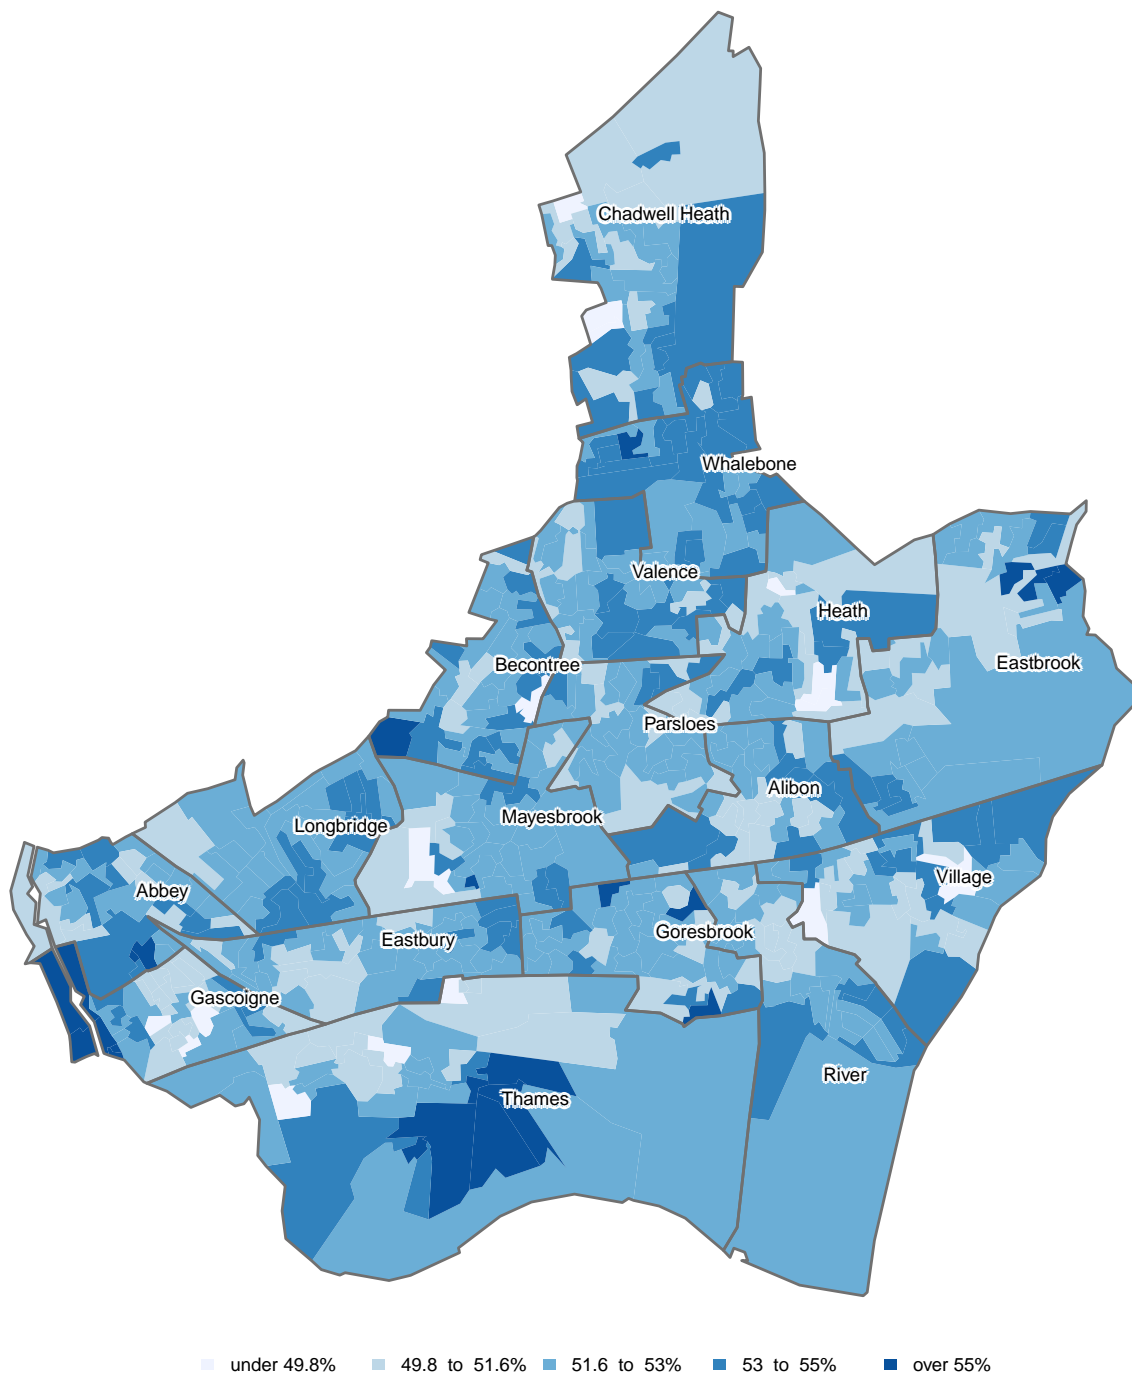 Chadwell Heath
Whalebone
Valence
Heath
Becontree
Eastbrook
Parsloes
Alibon
Mayesbrook
Longbridge
Village
Abbey
Goresbrook
Eastbury
Gascoigne
River
Thames
under 49.8% 49.8 to 51.6% 51.6 to 53% 53 to 55% over 55%